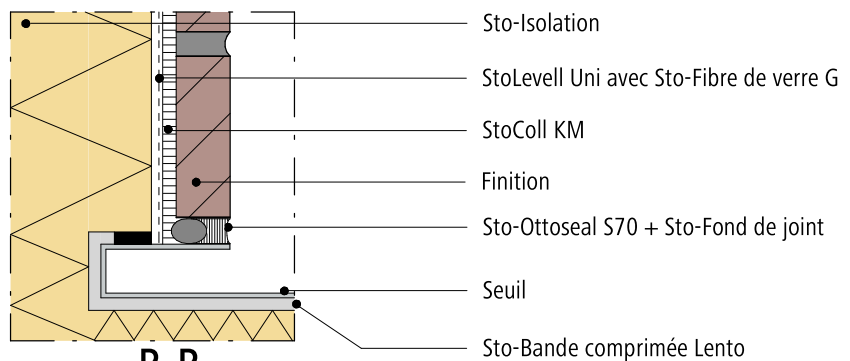 Sto-Isolation
StoLevell Uni avec Sto-Fibre de verre G
StoColl KM
Finition
Sto-Ottoseal S70 + Sto-Fond de joint
Seuil
Sto-Bande comprimée Lento